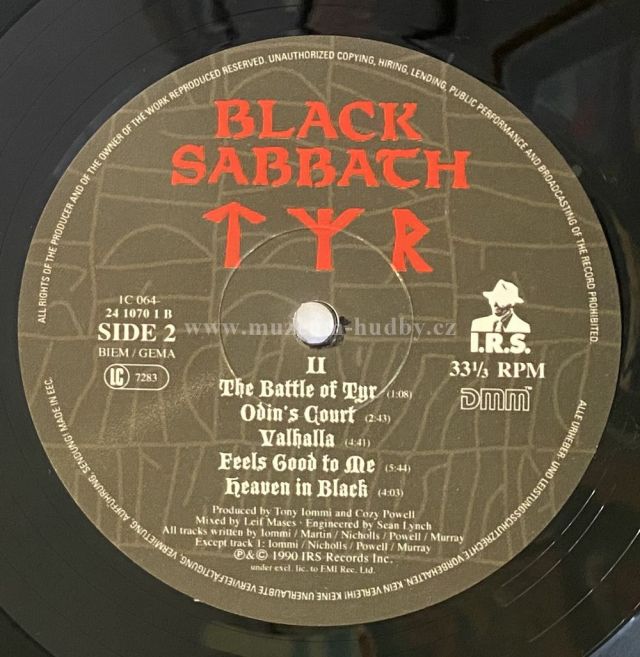 ALL RIGHTS OF THE PRODUCER AND OF THE OWNER OF THE WORK REPRODUCED RESERVED. UNAUTHORIZED COPYING, HIRING, LENDING, PUBLIC PERFORMANCE AND BROADCASTING OF THE RECORD PROHIBITED.
BLACK
SABBATH
ᛏᛉᚱ
1C 064-
24 1070 1 B
SIDE 2
BIEM / GEMA
LC 7283
I.R.S.
33⅓ RPM
DMM
www.muzeum-hudby.cz
II
The Battle of Tyr (1:08)
Odin's Court (2:43)
Valhalla (4:41)
Feels Good to Me (5:44)
Heaven in Black (4:03)
Produced by Tony Iommi and Cozy Powell
Mixed by Leif Mases - Engineered by Sean Lynch
All tracks written by Iommi / Martin / Nicholls / Powell / Murray
Except track 1: Iommi / Nicholls / Powell / Murray
℗&© 1990 IRS Records Inc.
under excl. lic. to EMI Rec. Ltd.
ALLE URHEBER- UND LEISTUNGSSCHUTZRECHTE VORBEHALTEN. KEIN VERLEIH! KEINE UNERLAUBTE VERVIELFÄLTIGUNG, VERMIETUNG, AUFFÜHRUNG, SENDUNG! MADE IN EEC.